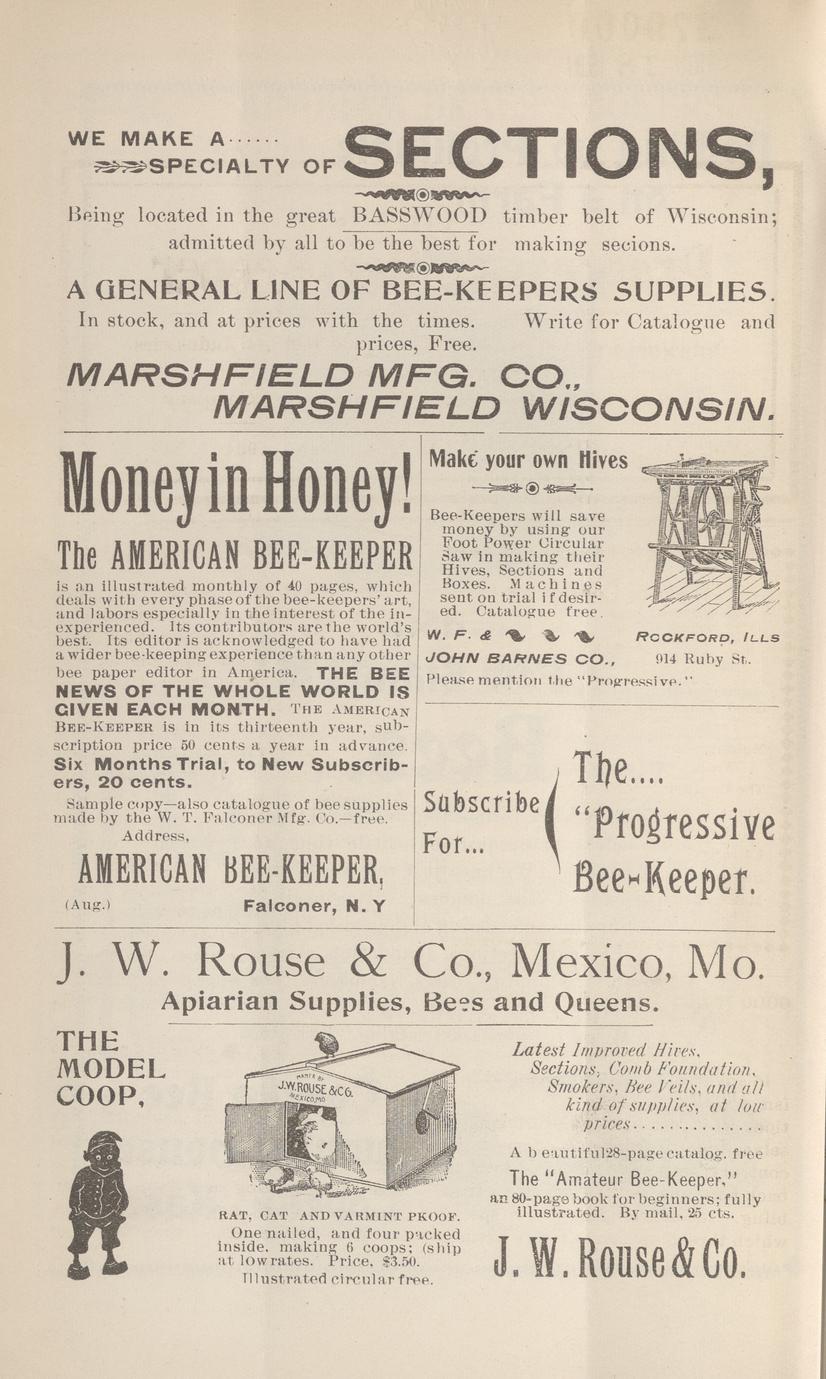 WE MAKE A......
SPECIALTY OF SECTIONS,
Being located in the great BASSWOOD timber belt of Wisconsin;
admitted by all to be the best for making secions.
A GENERAL LINE OF BEE-KEEPERS SUPPLIES.
In stock, and at prices with the times. Write for Catalogue and
prices, Free.
MARSHFIELD MFG. CO.,
MARSHFIELD WISCONSIN.
Money in Honey!
The AMERICAN BEE-KEEPER
is an illustrated monthly of 40 pages, which
deals with every phase of the bee-keepers' art,
and labors especially in the interest of the in-
experienced. Its contributors are the world's
best. Its editor is acknowledged to have had
a wider bee-keeping experience than any other
bee paper editor in America. THE BEE
NEWS OF THE WHOLE WORLD IS
GIVEN EACH MONTH. THE AMERICAN
BEE-KEEPER is in its thirteenth year, sub-
scription price 50 cents a year in advance.
Six Months Trial, to New Subscrib-
ers, 20 cents.
Sample copy—also catalogue of bee supplies
made by the W. T. Falconer Mfg. Co.—free.
Address,
AMERICAN BEE-KEEPER,
(Aug.) Falconer, N. Y
Make your own Hives
Bee-Keepers will save
money by using our
Foot Power Circular
Saw in making their
Hives, Sections and
Boxes. Machines
sent on trial if desir-
ed. Catalogue free.
W. F. & ROCKFORD, ILLS
JOHN BARNES CO., 914 Ruby St.
Please mention the "Progressive."
Subscribe
For...
The....
"Progressive
Bee-Keeper.
J. W. Rouse & Co., Mexico, Mo.
Apiarian Supplies, Bees and Queens.
THE
MODEL
COOP,
MANFD BY
J.W. ROUSE & CO.
MEXICO, MO
RAT, CAT AND VARMINT PKOOF.
One nailed, and four packed
inside, making 6 coops; (ship
at low rates. Price, $3.50.
Illustrated circular free.
Latest Improved Hives,
Sections, Comb Foundation,
Smokers, Bee Veils, and all
kind of supplies, at low
prices...............
A beautiful 28-page catalog. free
The "Amateur Bee-Keeper,"
an 80-page book for beginners; fully
illustrated. By mail, 25 cts.
J. W. Rouse & Co.